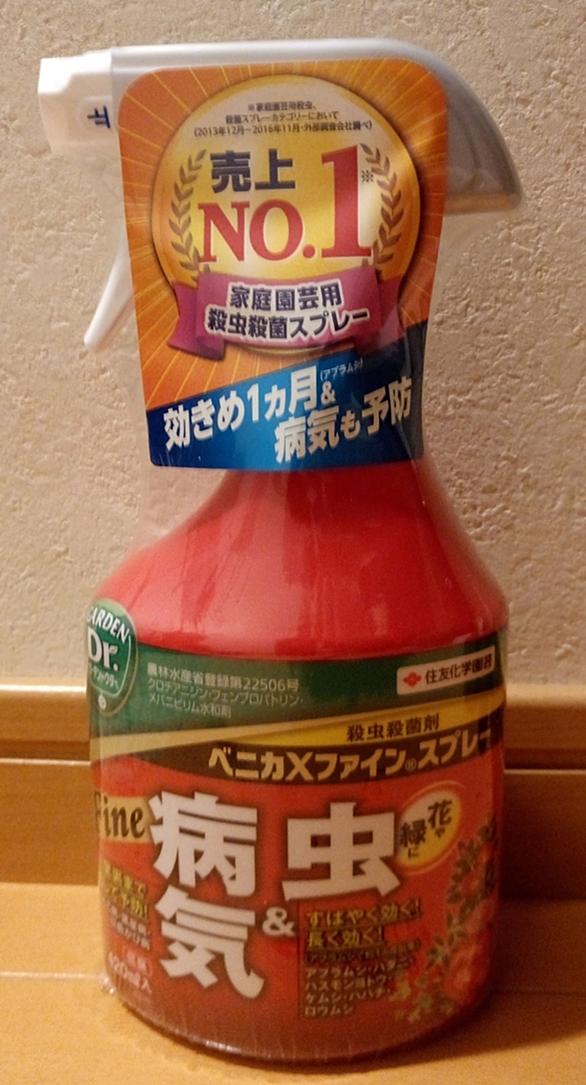 ※家庭園芸用殺虫、
殺菌スプレーカテゴリーにおいて
(2013年12月~2016年11月・外部調査会社調べ)
売上
NO.1※
家庭園芸用
殺虫殺菌スプレー
(アブラムシ)
効きめ1カ月&
病気も予防
GARDEN
Dr.
農林水産省登録第22506号
クロチアニジン・フェンプロパトリン・
メパニピリム水和剤
住友化学園芸
殺虫殺菌剤
ベニカXファイン®スプレー
Fine
花や
緑に
虫
&
病気
すばやく効く!
長く効く!
アブラムシ・ハダニ
ハスモンヨトウ
ケムシ・ハバチ
ロウムシ